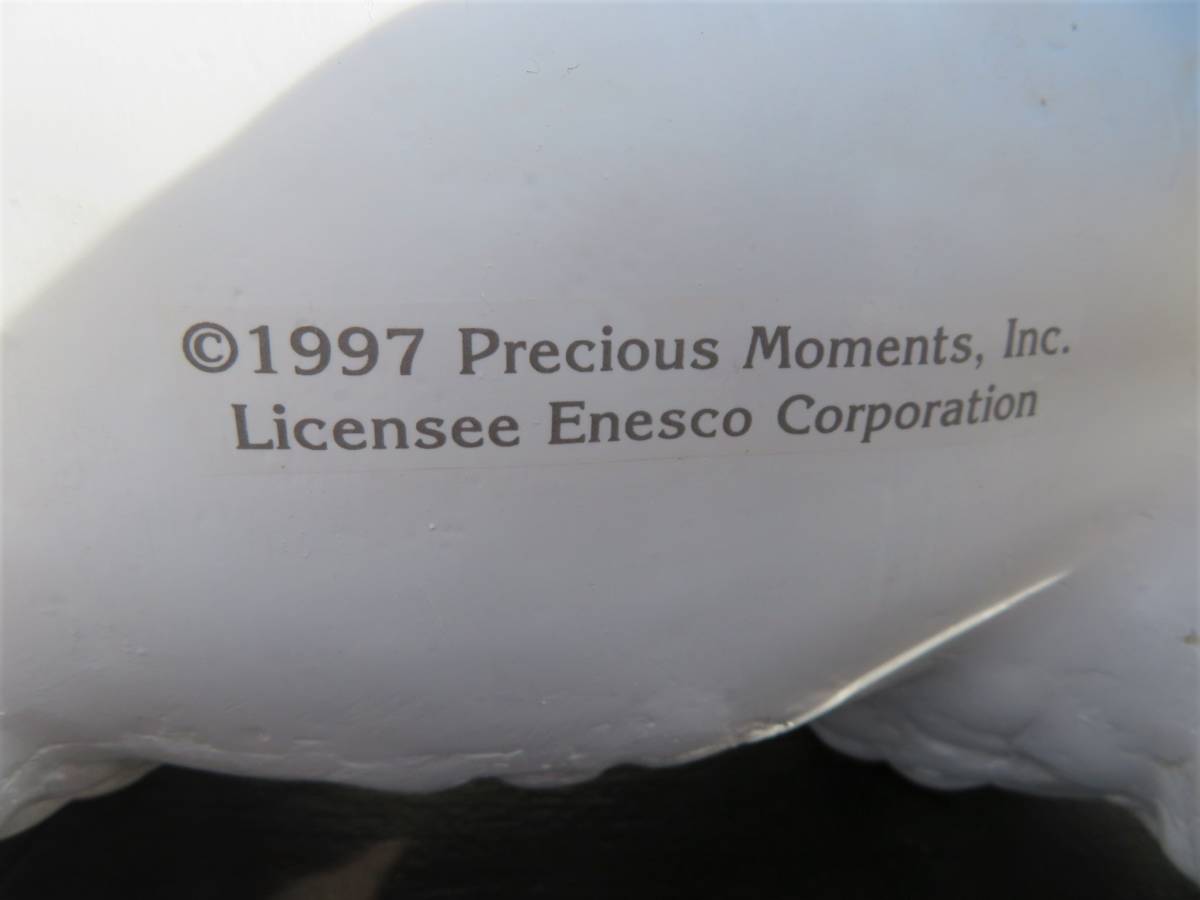 ©1997 Precious Moments, Inc.
Licensee Enesco Corporation